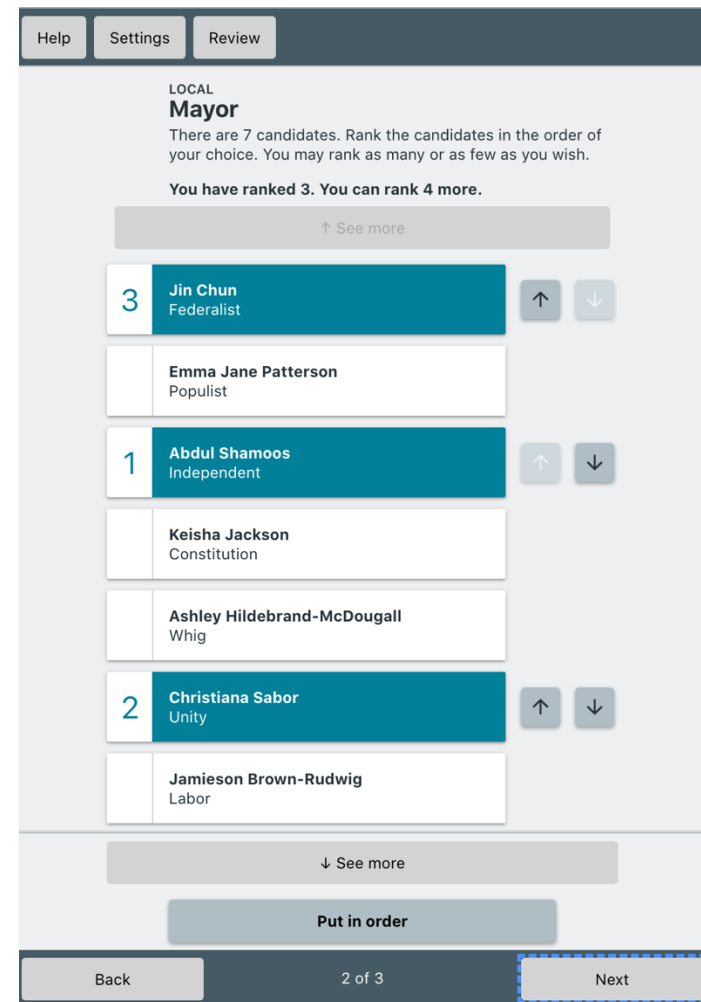 Help Settings Review
LOCAL
Mayor
There are 7 candidates. Rank the candidates in the order of
your choice. You may rank as many or as few as you wish.
You have ranked 3. You can rank 4 more.
↑ See more
3 Jin Chun
Federalist
↑ ↓
Emma Jane Patterson
Populist
1 Abdul Shamoos
Independent
↑ ↓
Keisha Jackson
Constitution
Ashley Hildebrand-McDougall
Whig
2 Christiana Sabor
Unity
↑ ↓
Jamieson Brown-Rudwig
Labor
↓ See more
Put in order
Back 2 of 3 Next